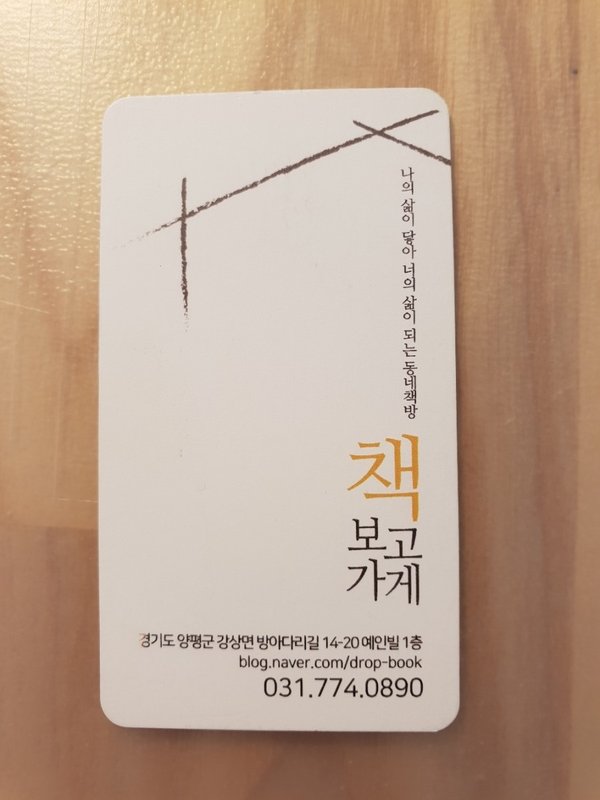 나의 삶이 닿아 너의 삶이 되는 동네책방
책
보고
가게
경기도 양평군 강상면 방아다리길 14-20 예인빌 1층
blog.naver.com/drop-book
031.774.0890